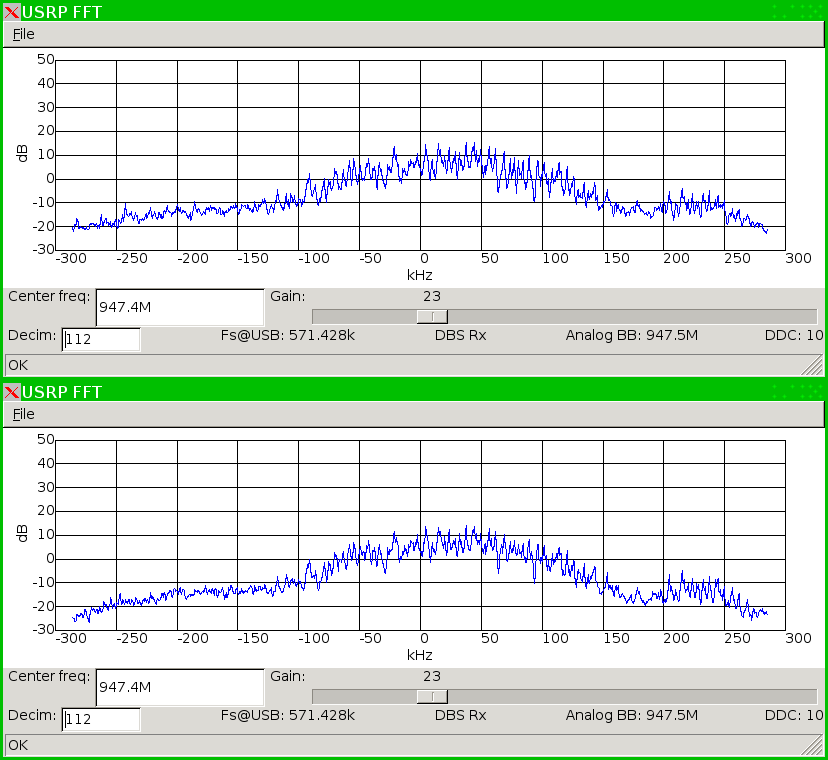 USRP FFT
File
50
40
30
20
10
0
-10
-20
-30
dB
-300 -250 -200 -150 -100 -50 0 50 100 150 200 250 300
kHz
Center freq: 947.4M Gain: 23
Decim: 112 Fs@USB: 571.428k DBS Rx Analog BB: 947.5M DDC: 10
OK
USRP FFT
File
50
40
30
20
10
0
-10
-20
-30
dB
-300 -250 -200 -150 -100 -50 0 50 100 150 200 250 300
kHz
Center freq: 947.4M Gain: 23
Decim: 112 Fs@USB: 571.428k DBS Rx Analog BB: 947.5M DDC: 10
OK